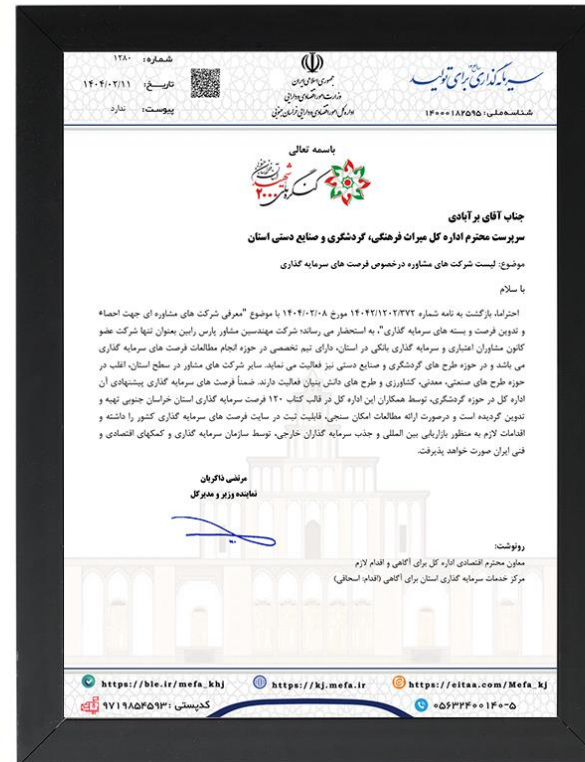 شماره: ۱۲۸۰
تاریخ: ۱۴۰۴/۰۲/۱۱
پیوست: ندارد
جمهوری اسلامی ایران
وزارت امور اقتصادی و دارایی
اداره کل امور اقتصادی و دارایی خراسان جنوبی
سرمایه گذاری برای تولید
شناسه ملی: ۱۴۰۰۰۱۸۲۵۹۵
باسمه تعالی
کنگره ملی
شهید
۲۰۰۰
جناب آقای برآبادی
سرپرست محترم اداره کل میراث فرهنگی، گردشگری و صنایع دستی استان
موضوع: لیست شرکت های مشاوره درخصوص فرصت های سرمایه گذاری
با سلام
احتراما، بازگشت به نامه شماره ۱۴۰۴۲/۱۲۰۲/۳۷۲ مورخ ۱۴۰۴/۰۲/۰۸ با موضوع "معرفی شرکت های مشاوره ای جهت احصاء
و تدوین فرصت و بسته های سرمایه گذاری"، به استحضار می رساند؛ شرکت مهندسین مشاور پارس رایین بعنوان تنها شرکت عضو
کانون مشاوران اعتباری و سرمایه گذاری بانکی در استان، دارای تیم تخصصی در حوزه انجام مطالعات فرصت های سرمایه گذاری
می باشد و در حوزه طرح های گردشگری و صنایع دستی نیز فعالیت می نماید. سایر شرکت های مشاور در سطح استان، اغلب در
حوزه طرح های صنعتی، معدنی، کشاورزی و طرح های دانش بنیان فعالیت دارند. ضمناً فرصت های سرمایه گذاری پیشنهادی آن
اداره کل در حوزه گردشگری، توسط همکاران این اداره کل در قالب کتاب ۱۲۰ فرصت سرمایه گذاری استان خراسان جنوبی تهیه و
تدوین گردیده است و درصورت ارائه مطالعات امکان سنجی، قابلیت ثبت در سایت فرصت های سرمایه گذاری کشور را داشته و
اقدامات لازم به منظور بازاریابی بین المللی و جذب سرمایه گذاران خارجی، توسط سازمان سرمایه گذاری و کمکهای اقتصادی و
فنی ایران صورت خواهد پذیرفت.
مرتضی ذاکریان
نماینده وزیر و مدیرکل
رونوشت:
معاون محترم اقتصادی اداره کل برای آگاهی و اقدام لازم
مرکز خدمات سرمایه گذاری استان برای آگاهی (اقدام: اسحاقی)
https://ble.ir/mefa_khj
https://kj.mefa.ir
https://eitaa.com/Mefa_kj
کدپستی: ۹۷۱۹۸۵۴۵۹۳
۰۵۶۳۲۴۰۰۱۴۰-۵